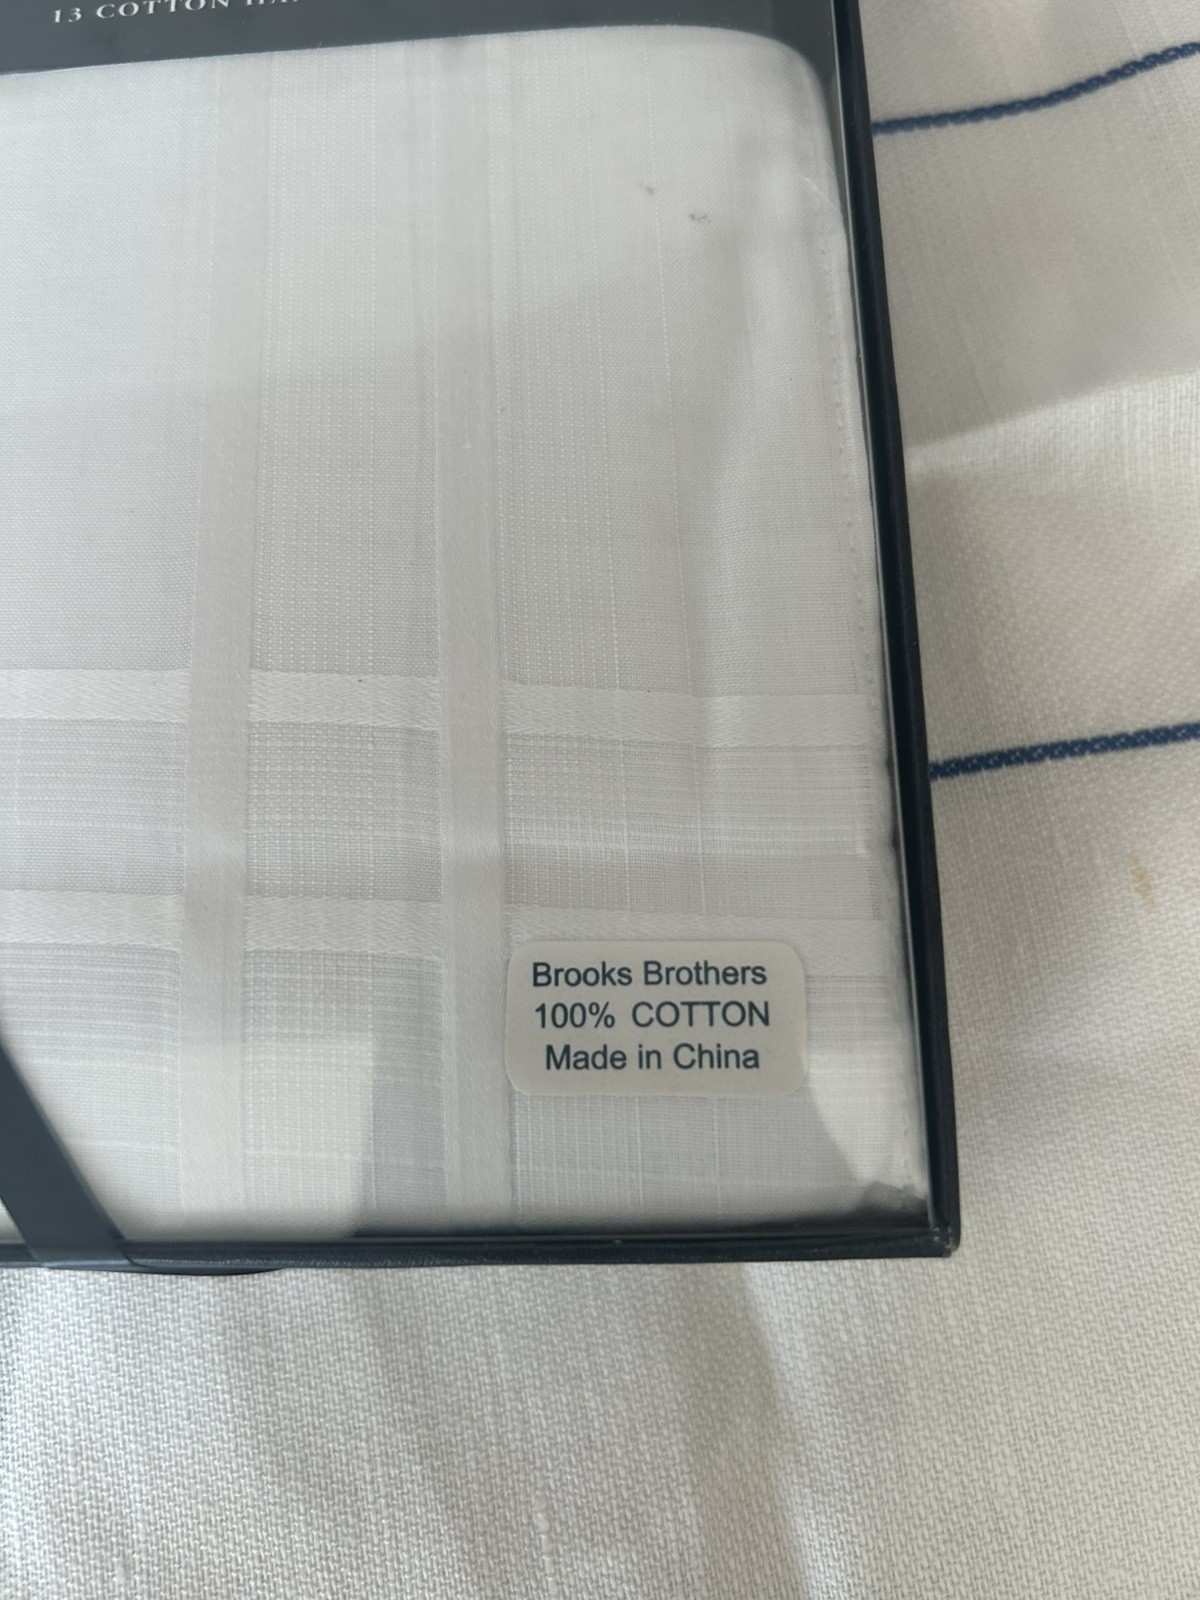 13 COTTON
Brooks Brothers
100% COTTON
Made in China